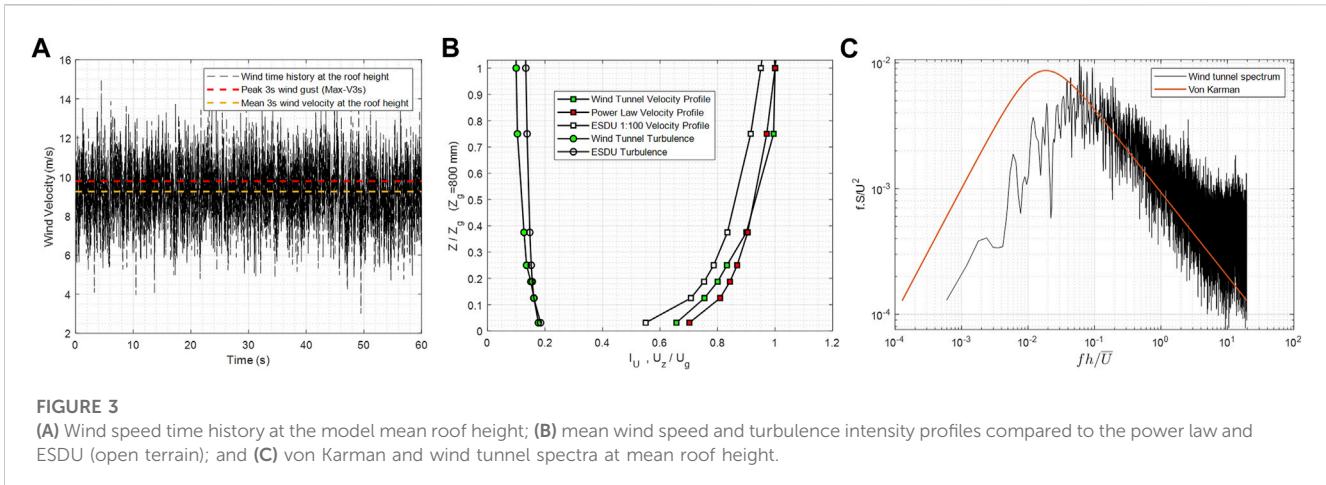 A
16
14
12
10
8
6
4
2
Wind Velocity (m/s)
0 10 20 30 40 50 60
Time (s)
Wind time history at the roof height
Peak 3s wind gust (Max-V3s)
Mean 3s wind velocity at the roof height
B
1
0.9
0.8
0.7
0.6
0.5
0.4
0.3
0.2
0.1
0
Z / Z_g (Z_g=800 mm)
0 0.2 0.4 0.6 0.8 1 1.2
I_U , U_z / U_g
Wind Tunnel Velocity Profile
Power Law Velocity Profile
ESDU 1:100 Velocity Profile
Wind Tunnel Turbulence
ESDU Turbulence
C
10⁻²
10⁻³
10⁻⁴
f.S/U²
10⁻⁴ 10⁻³ 10⁻² 10⁻¹ 10⁰ 10¹ 10²
fh/U̅
Wind tunnel spectrum
Von Karman
FIGURE 3
(A) Wind speed time history at the model mean roof height; (B) mean wind speed and turbulence intensity profiles compared to the power law and
ESDU (open terrain); and (C) von Karman and wind tunnel spectra at mean roof height.